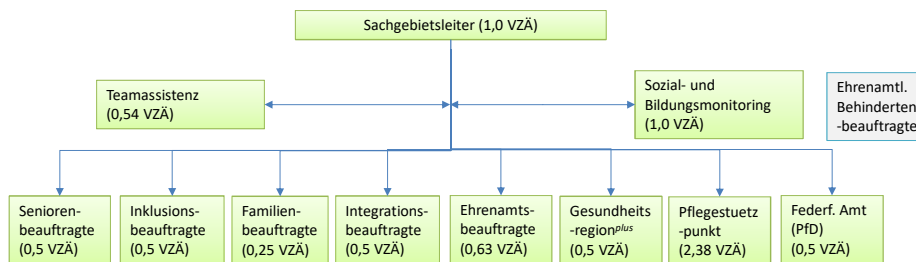 Sachgebietsleiter (1,0 VZÄ)
Teamassistenz
(0,54 VZÄ)
Sozial- und
Bildungsmonitoring
(1,0 VZÄ)
Ehrenamtl.
Behinderten
-beauftragte
Senioren-
beauftragte
(0,5 VZÄ)
Inklusions-
beauftragte
(0,5 VZÄ)
Familien-
beauftragte
(0,25 VZÄ)
Integrations-
beauftragte
(0,5 VZÄ)
Ehrenamts-
beauftragte
(0,63 VZÄ)
Gesundheits
-regionplus
(0,5 VZÄ)
Pflegestuetz
-punkt
(2,38 VZÄ)
Federf. Amt
(PfD)
(0,5 VZÄ)